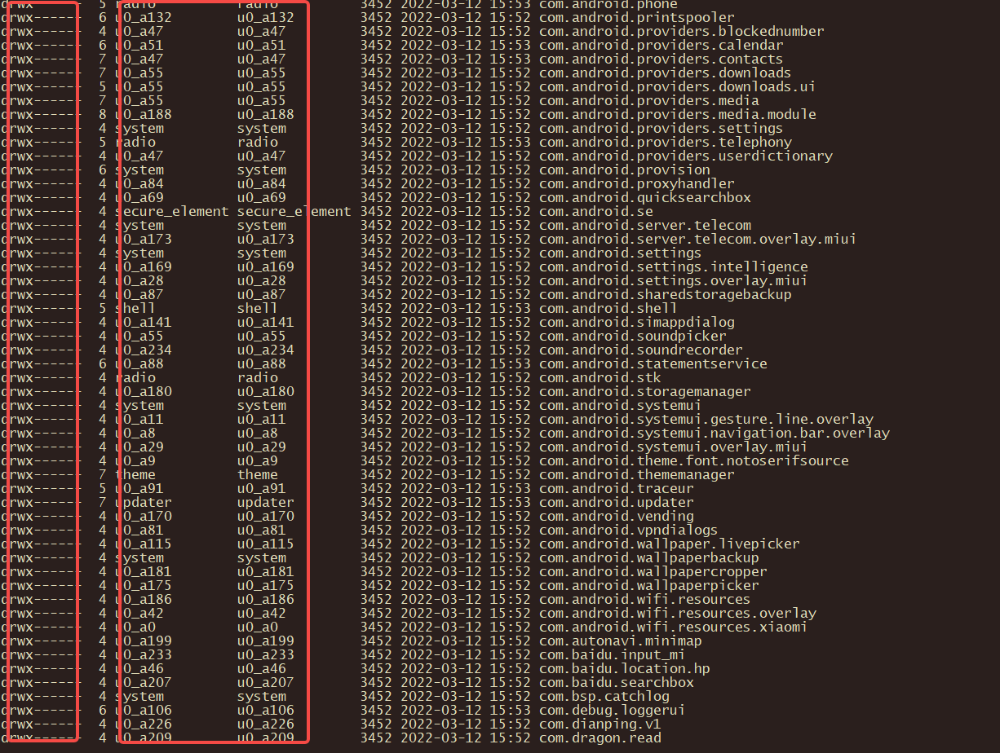 drwx------ 5 radio radio 3452 2022-03-12 15:53 com.android.phone
drwx------ 6 u0_a132 u0_a132 3452 2022-03-12 15:53 com.android.printspooler
drwx------ 4 u0_a47 u0_a47 3452 2022-03-12 15:52 com.android.providers.blockednumber
drwx------ 6 u0_a51 u0_a51 3452 2022-03-12 15:53 com.android.providers.calendar
drwx------ 7 u0_a47 u0_a47 3452 2022-03-12 15:53 com.android.providers.contacts
drwx------ 7 u0_a55 u0_a55 3452 2022-03-12 15:52 com.android.providers.downloads
drwx------ 5 u0_a55 u0_a55 3452 2022-03-12 15:53 com.android.providers.downloads.ui
drwx------ 7 u0_a55 u0_a55 3452 2022-03-12 15:52 com.android.providers.media
drwx------ 8 u0_a188 u0_a188 3452 2022-03-12 15:52 com.android.providers.media.module
drwx------ 4 system system 3452 2022-03-12 15:52 com.android.providers.settings
drwx------ 5 radio radio 3452 2022-03-12 15:52 com.android.providers.telephony
drwx------ 4 u0_a47 u0_a47 3452 2022-03-12 15:52 com.android.providers.userdictionary
drwx------ 6 system system 3452 2022-03-12 15:52 com.android.provision
drwx------ 4 u0_a84 u0_a84 3452 2022-03-12 15:52 com.android.proxyhandler
drwx------ 4 u0_a69 u0_a69 3452 2022-03-12 15:52 com.android.quicksearchbox
drwx------ 4 secure_element secure_element 3452 2022-03-12 15:52 com.android.se
drwx------ 4 system system 3452 2022-03-12 15:52 com.android.server.telecom
drwx------ 4 u0_a173 u0_a173 3452 2022-03-12 15:52 com.android.server.telecom.overlay.miui
drwx------ 4 system system 3452 2022-03-12 15:52 com.android.settings
drwx------ 4 u0_a169 u0_a169 3452 2022-03-12 15:52 com.android.settings.intelligence
drwx------ 4 u0_a28 u0_a28 3452 2022-03-12 15:52 com.android.settings.overlay.miui
drwx------ 4 u0_a87 u0_a87 3452 2022-03-12 15:52 com.android.sharedstoragebackup
drwx------ 5 shell shell 3452 2022-03-12 15:53 com.android.shell
drwx------ 4 u0_a141 u0_a141 3452 2022-03-12 15:52 com.android.simappdialog
drwx------ 4 u0_a55 u0_a55 3452 2022-03-12 15:52 com.android.soundpicker
drwx------ 4 u0_a234 u0_a234 3452 2022-03-12 15:52 com.android.soundrecorder
drwx------ 6 u0_a88 u0_a88 3452 2022-03-12 15:53 com.android.statementservice
drwx------ 4 radio radio 3452 2022-03-12 15:52 com.android.stk
drwx------ 4 u0_a180 u0_a180 3452 2022-03-12 15:52 com.android.storagemanager
drwx------ 4 system system 3452 2022-03-12 15:52 com.android.systemui
drwx------ 4 u0_a11 u0_a11 3452 2022-03-12 15:52 com.android.systemui.gesture.line.overlay
drwx------ 4 u0_a8 u0_a8 3452 2022-03-12 15:52 com.android.systemui.navigation.bar.overlay
drwx------ 4 u0_a29 u0_a29 3452 2022-03-12 15:52 com.android.systemui.overlay.miui
drwx------ 4 u0_a9 u0_a9 3452 2022-03-12 15:52 com.android.theme.font.notoserifsource
drwx------ 7 theme theme 3452 2022-03-12 15:52 com.android.thememanager
drwx------ 5 u0_a91 u0_a91 3452 2022-03-12 15:53 com.android.traceur
drwx------ 7 updater updater 3452 2022-03-12 15:53 com.android.updater
drwx------ 4 u0_a170 u0_a170 3452 2022-03-12 15:52 com.android.vending
drwx------ 4 u0_a81 u0_a81 3452 2022-03-12 15:52 com.android.vpndialogs
drwx------ 4 u0_a115 u0_a115 3452 2022-03-12 15:52 com.android.wallpaper.livepicker
drwx------ 4 system system 3452 2022-03-12 15:52 com.android.wallpaperbackup
drwx------ 4 u0_a181 u0_a181 3452 2022-03-12 15:52 com.android.wallpapercropper
drwx------ 4 u0_a175 u0_a175 3452 2022-03-12 15:52 com.android.wallpaperpicker
drwx------ 4 u0_a186 u0_a186 3452 2022-03-12 15:52 com.android.wifi.resources
drwx------ 4 u0_a42 u0_a42 3452 2022-03-12 15:52 com.android.wifi.resources.overlay
drwx------ 4 u0_a0 u0_a0 3452 2022-03-12 15:52 com.android.wifi.resources.xiaomi
drwx------ 4 u0_a199 u0_a199 3452 2022-03-12 15:52 com.autonavi.minimap
drwx------ 4 u0_a233 u0_a233 3452 2022-03-12 15:52 com.baidu.input_mi
drwx------ 4 u0_a46 u0_a46 3452 2022-03-12 15:52 com.baidu.location.hp
drwx------ 4 u0_a207 u0_a207 3452 2022-03-12 15:52 com.baidu.searchbox
drwx------ 4 system system 3452 2022-03-12 15:52 com.bsp.catchlog
drwx------ 6 u0_a106 u0_a106 3452 2022-03-12 15:53 com.debug.loggerui
drwx------ 4 u0_a226 u0_a226 3452 2022-03-12 15:52 com.dianping.v1
drwx------ 4 u0_a209 u0_a209 3452 2022-03-12 15:52 com.dragon.read